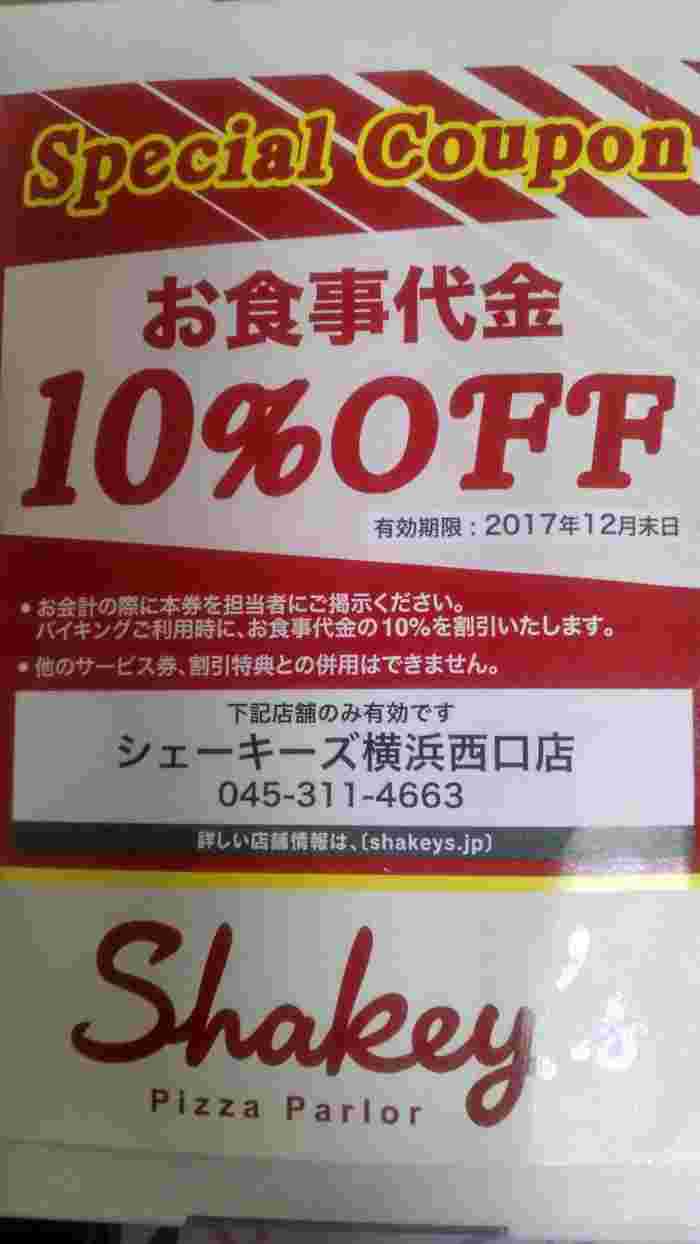 Special Coupon
お食事代金
10%OFF
有効期限：2017年12月末日
●お会計の際に本券を担当者にご掲示ください。
バイキングご利用時に、お食事代金の10%を割引いたします。
●他のサービス券、割引特典との併用はできません。
下記店舗のみ有効です
シェーキーズ横浜西口店
045-311-4663
詳しい店舗情報は、〔shakeys.jp〕
Shakey's
Pizza Parlor